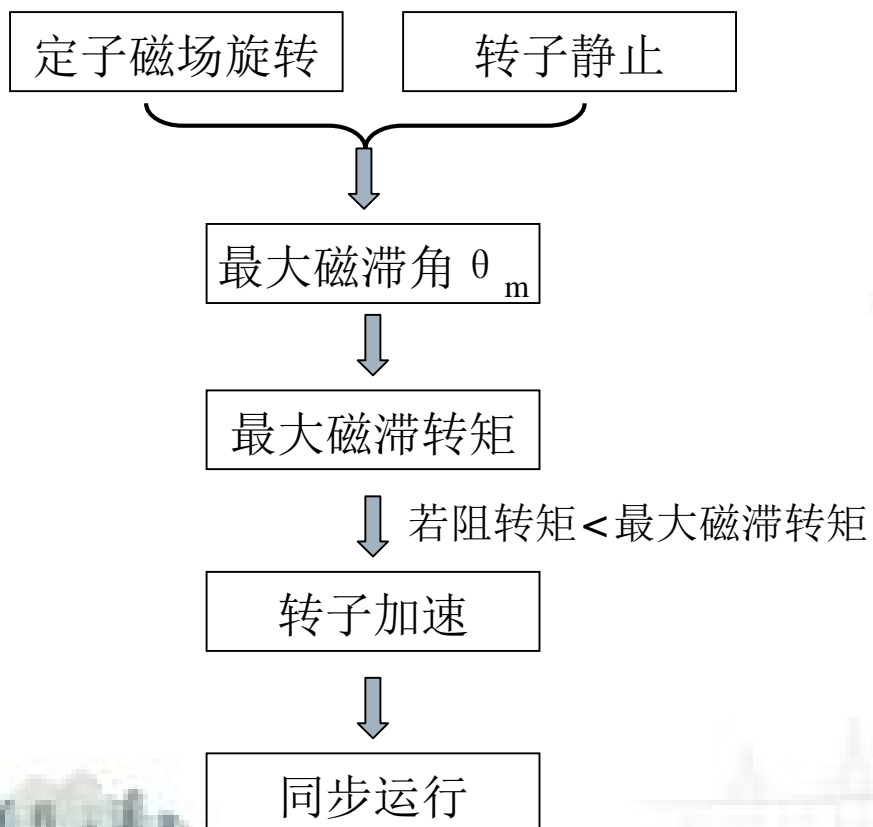 定子磁场旋转 转子静止
最大磁滞角 θm
最大磁滞转矩
若阻转矩<最大磁滞转矩
转子加速
同步运行